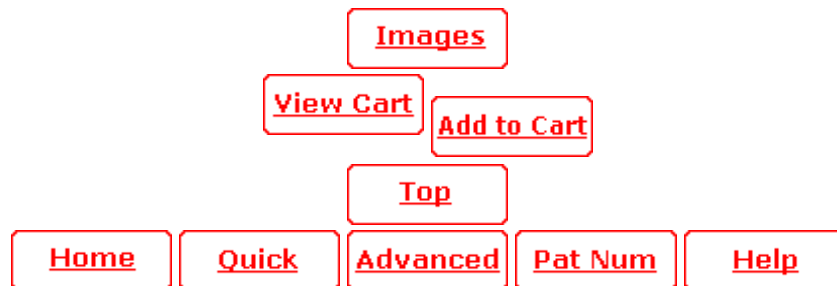 Images
View Cart
Add to Cart
Top
Home Quick Advanced Pat Num Help